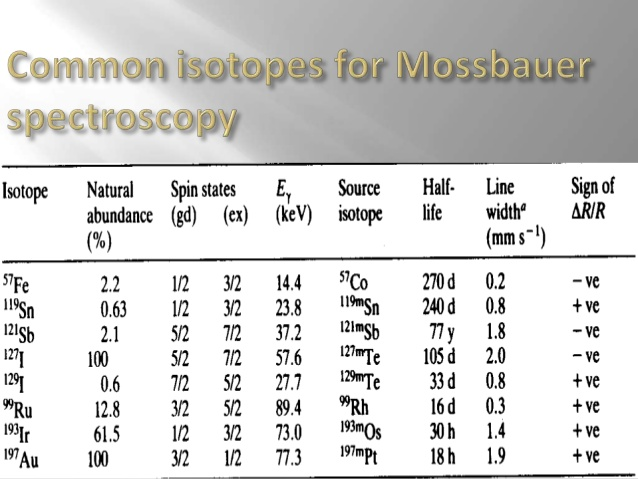 Common isotopes for Mossbauer
spectroscopy
Isotope Natural abundance (%) Spin states (gd) (ex) Eγ (keV) Source isotope Half-life Line widthᵃ (mm s⁻¹) Sign of ΔR/R
⁵⁷Fe 2.2 1/2 3/2 14.4 ⁵⁷Co 270 d 0.2 −ve
¹¹⁹Sn 0.63 1/2 3/2 23.8 ¹¹⁹ᵐSn 240 d 0.8 +ve
¹²¹Sb 2.1 5/2 7/2 37.2 ¹²¹ᵐSb 77 y 1.8 −ve
¹²⁷I 100 5/2 7/2 57.6 ¹²⁷ᵐTe 105 d 2.0 −ve
¹²⁹I 0.6 7/2 5/2 27.7 ¹²⁹ᵐTe 33 d 0.8 +ve
⁹⁹Ru 12.8 3/2 5/2 89.4 ⁹⁹Rh 16 d 0.3 +ve
¹⁹³Ir 61.5 1/2 3/2 73.0 ¹⁹³ᵐOs 30 h 1.4 +ve
¹⁹⁷Au 100 3/2 1/2 77.3 ¹⁹⁷ᵐPt 18 h 1.9 +ve